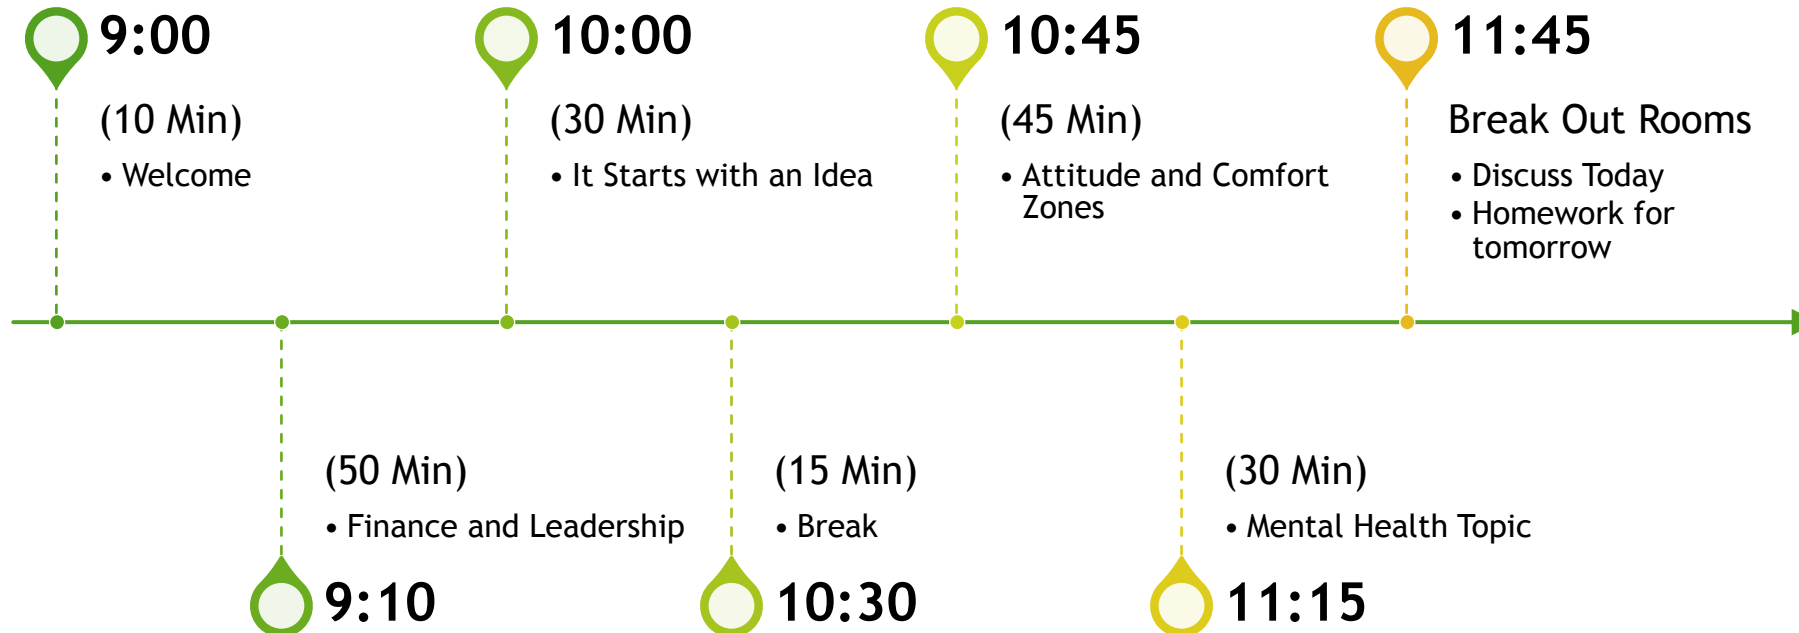 9:00
(10 Min)
• Welcome
10:00
(30 Min)
• It Starts with an Idea
10:45
(45 Min)
• Attitude and Comfort
Zones
11:45
Break Out Rooms
• Discuss Today
• Homework for
tomorrow
(50 Min)
• Finance and Leadership
9:10
(15 Min)
• Break
10:30
(30 Min)
• Mental Health Topic
11:15